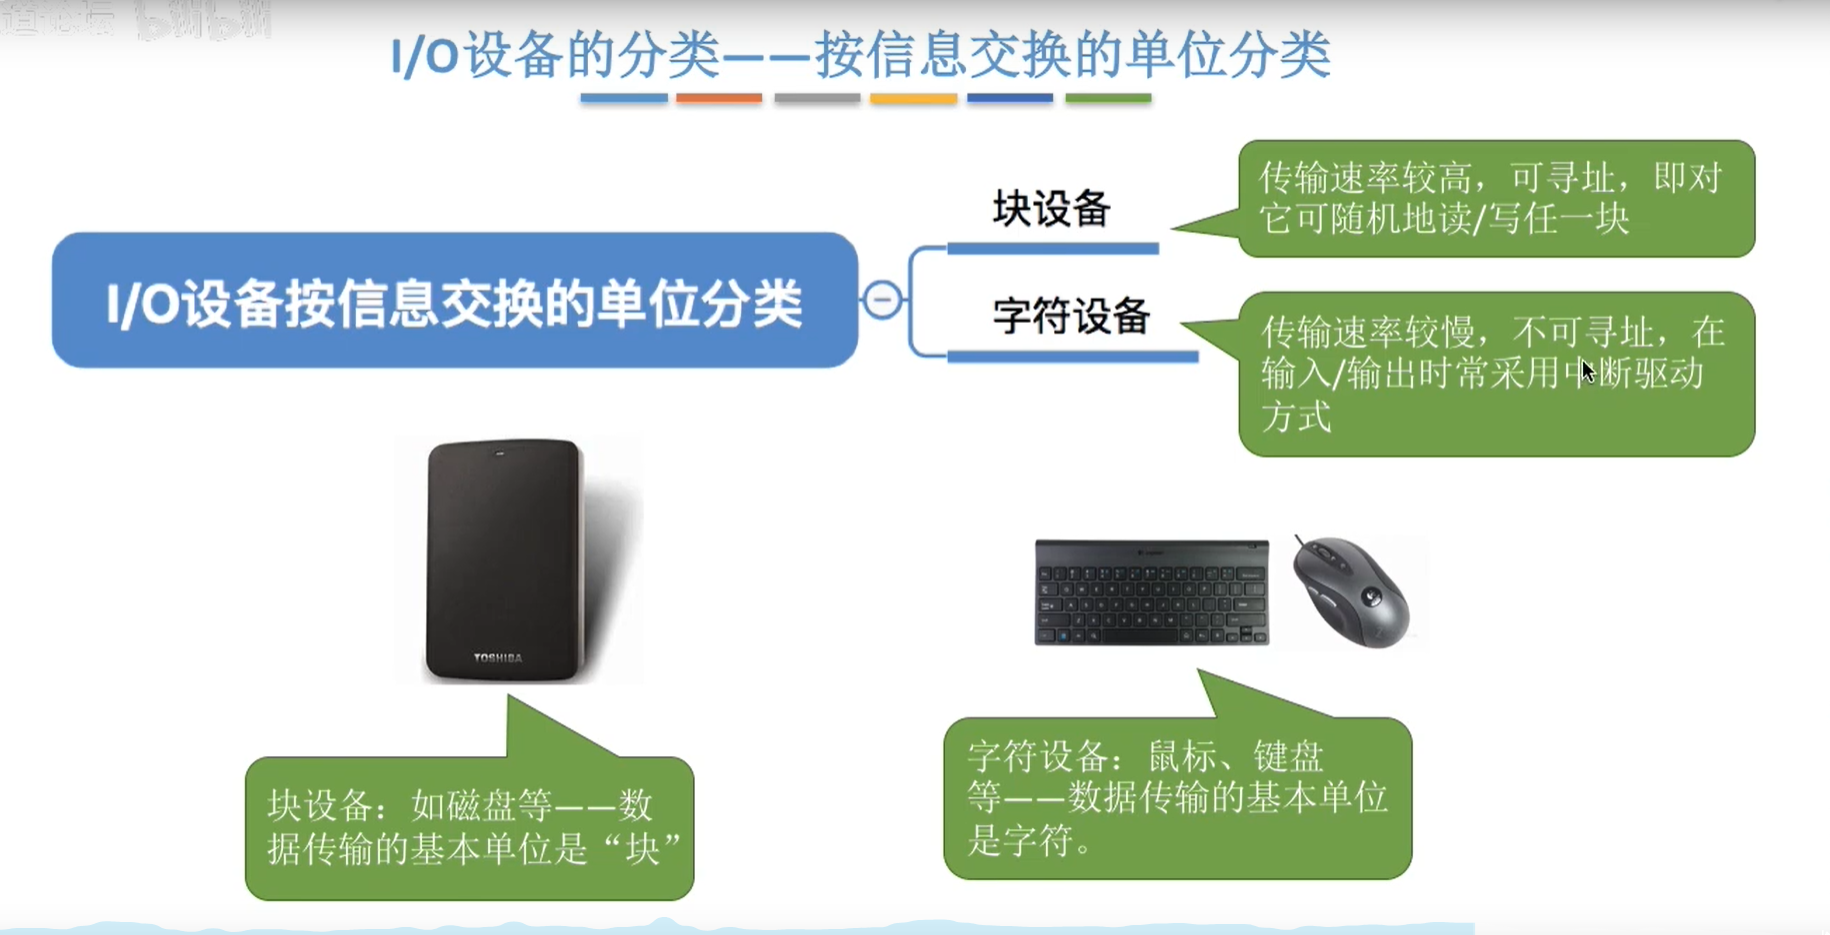 道论坛 bilibili
I/O设备的分类——按信息交换的单位分类
I/O设备按信息交换的单位分类
块设备
传输速率较高，可寻址，即对
它可随机地读/写任一块
字符设备
传输速率较慢，不可寻址，在
输入/输出时常采用中断驱动
方式
TOSHIBA
块设备：如磁盘等——数
据传输的基本单位是“块”
字符设备：鼠标、键盘
等——数据传输的基本单位
是字符。